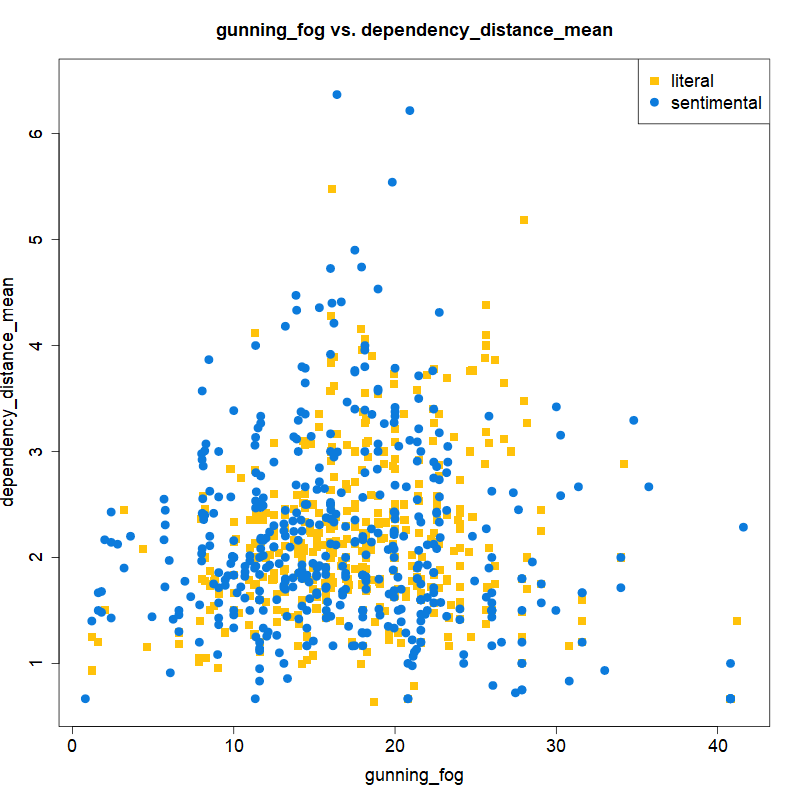 gunning_fog vs. dependency_distance_mean
literal
sentimental
dependency_distance_mean
6
5
4
3
2
1
0
10
20
30
40
gunning_fog